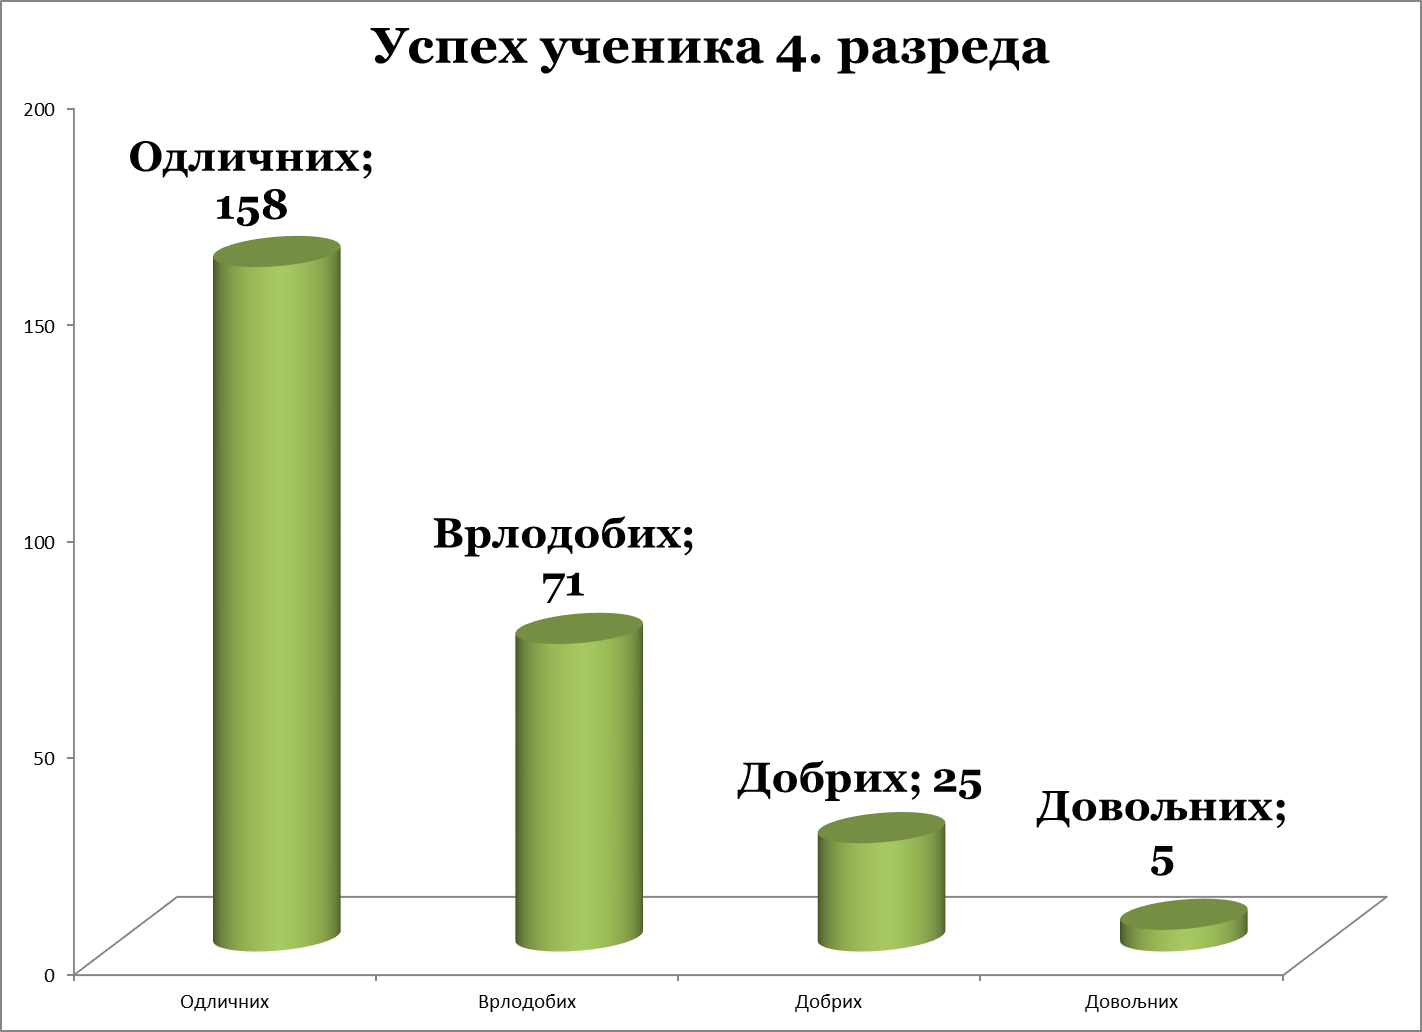 Успех ученика 4. разреда
200
Одличних;
158
150
Врлодобих;
71
100
Добрих; 25
Довољних;
5
50
0
Одличних
Врлодобих
Добрих
Довољних